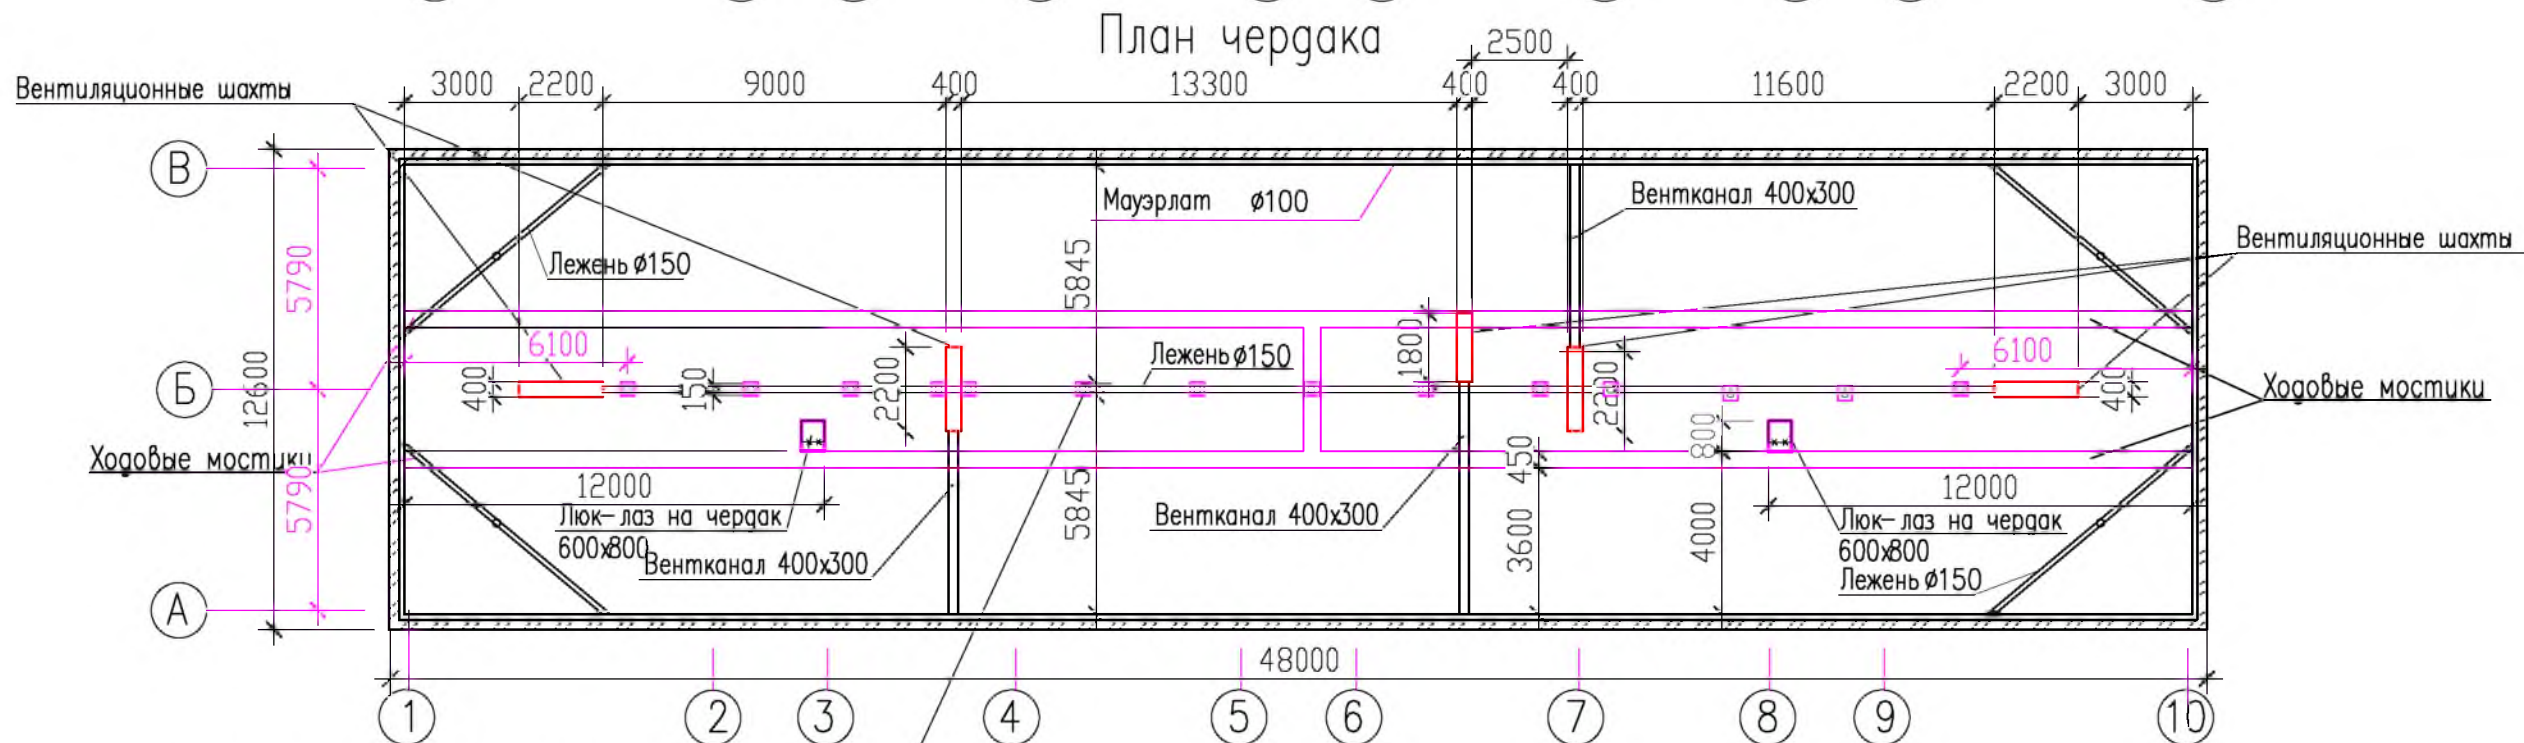 План чердака
2500
3000 2200 9000 400 13300 400 400 11600 2200 3000
Вентиляционные шахты
В
Мауэрлат ø100
Вентканал 400х300
Лежень ø150
5790
5845
Вентиляционные шахты
6100
1800
6100
12600
Б
400
150
2200
Лежень ø150
2200
400
Ходовые мостики
800
Ходовые мостики
450
5790
12000
5845
12000
Люк-лаз на чердак
600х800
Вентканал 400х300
Вентканал 400х300
3600
4000
Люк-лаз на чердак
600х800
Лежень ø150
А
48000
1 2 3 4 5 6 7 8 9 10